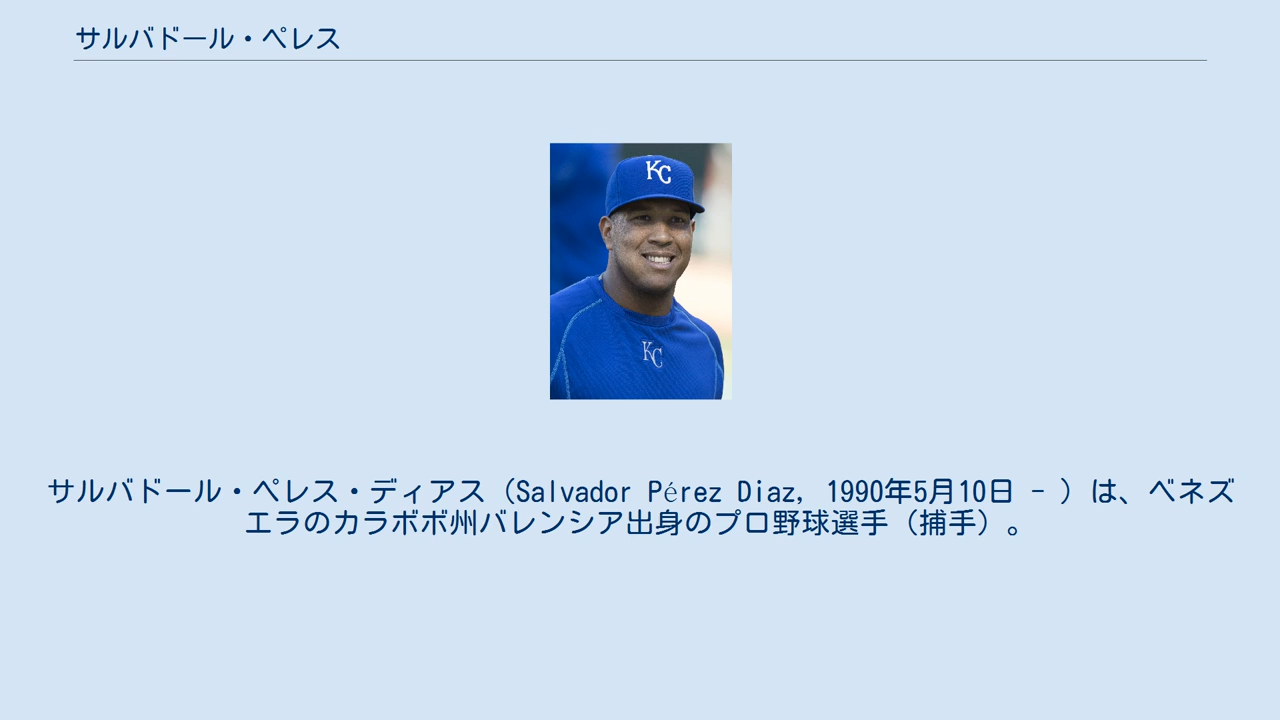 サルバドール・ペレス
KC
KC
サルバドール・ペレス・ディアス（Salvador Pérez Diaz, 1990年5月10日 - ）は、ベネズ
エラのカラボボ州バレンシア出身のプロ野球選手（捕手）。